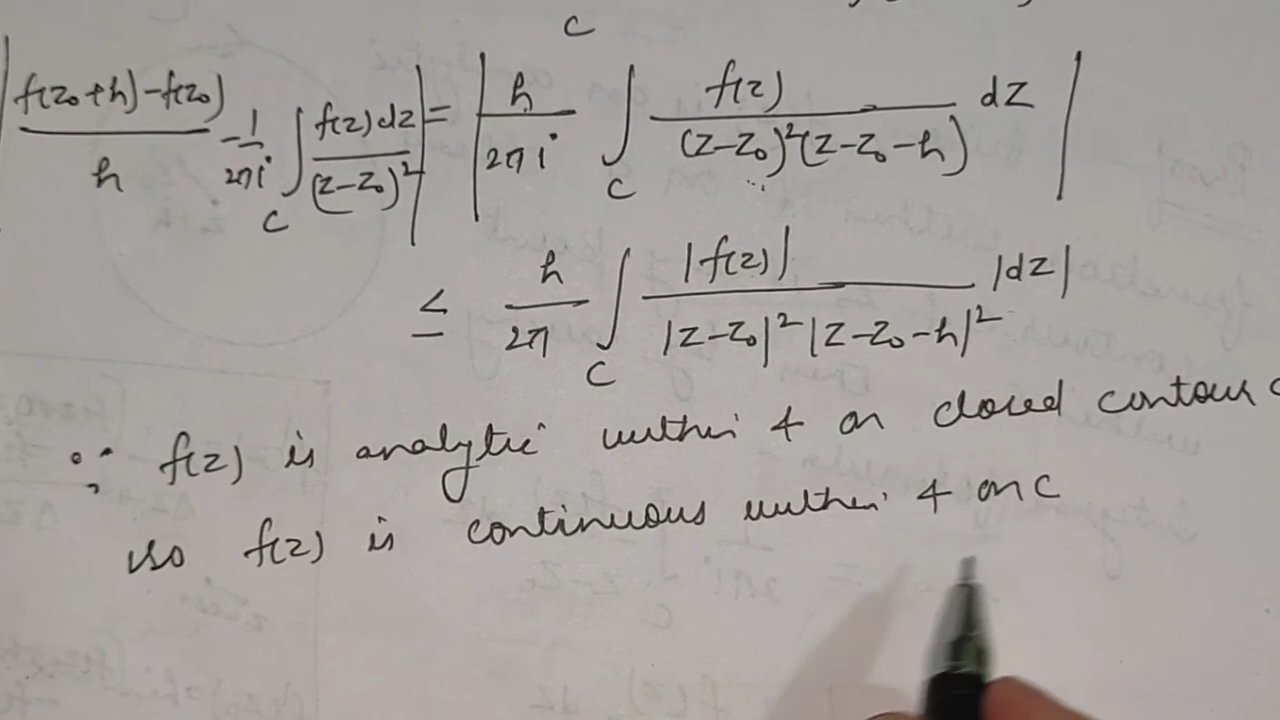 C
|f(z₀+h)-f(z₀)/h - 1/2πi ∫_C f(z)dz/(z-z₀)²| = |h/2πi ∫_C f(z)/(z-z₀)²(z-z₀-h) dz|
≤ h/2π ∫_C |f(z)|/|z-z₀|²|z-z₀-h|² |dz|
∵ f(z) is analytic within & on closed contour C
so f(z) is continuous within & on C